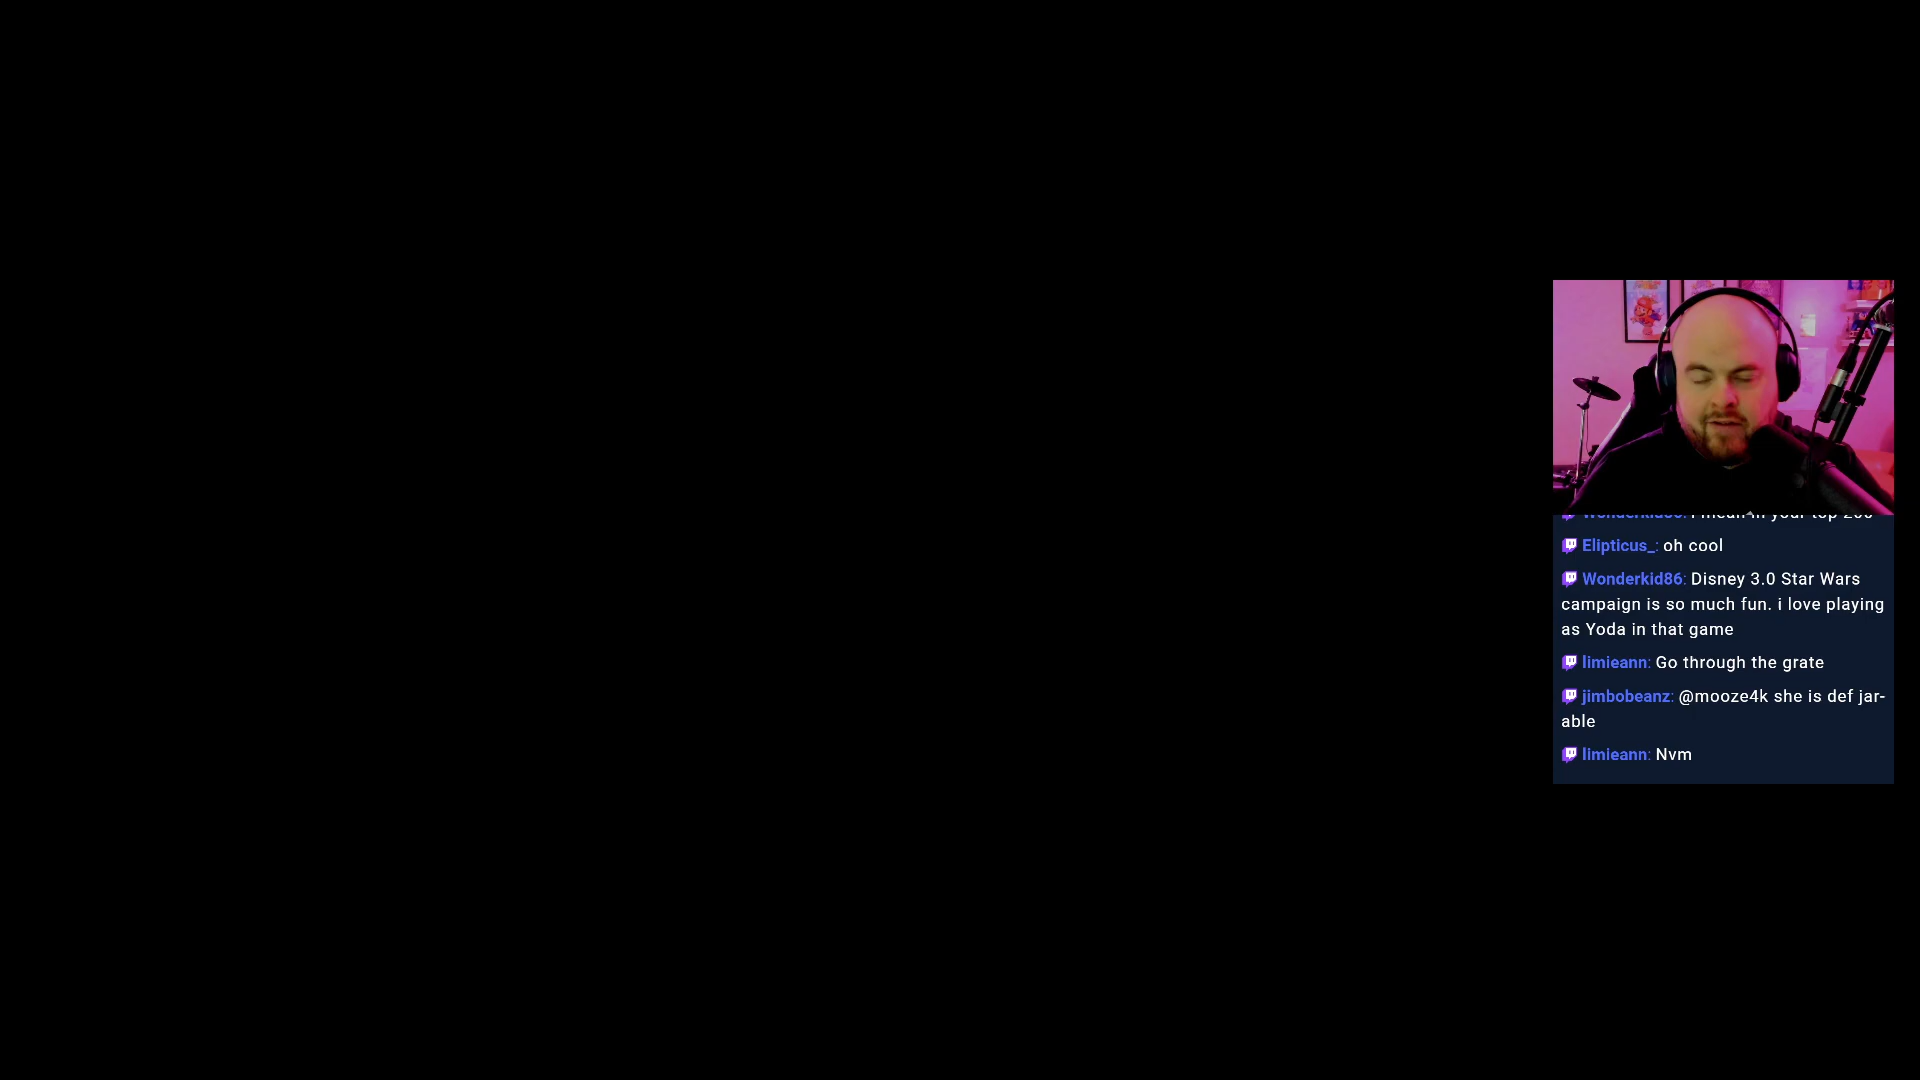 Elipticus_: oh cool
Wonderkid86: Disney 3.0 Star Wars
campaign is so much fun. i love playing
as Yoda in that game
limieann: Go through the grate
jimbobeanz: @mooze4k she is def jar-
able
limieann: Nvm